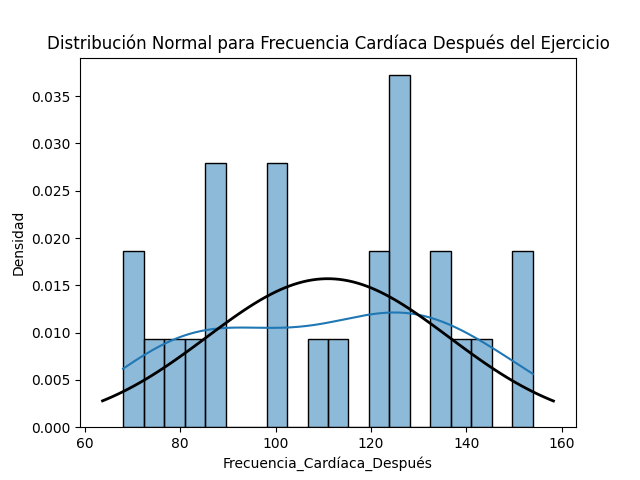 Distribución Normal para Frecuencia Cardíaca Después del Ejercicio
Densidad
0.035
0.030
0.025
0.020
0.015
0.010
0.005
0.000
60 80 100 120 140 160
Frecuencia_Cardíaca_Después